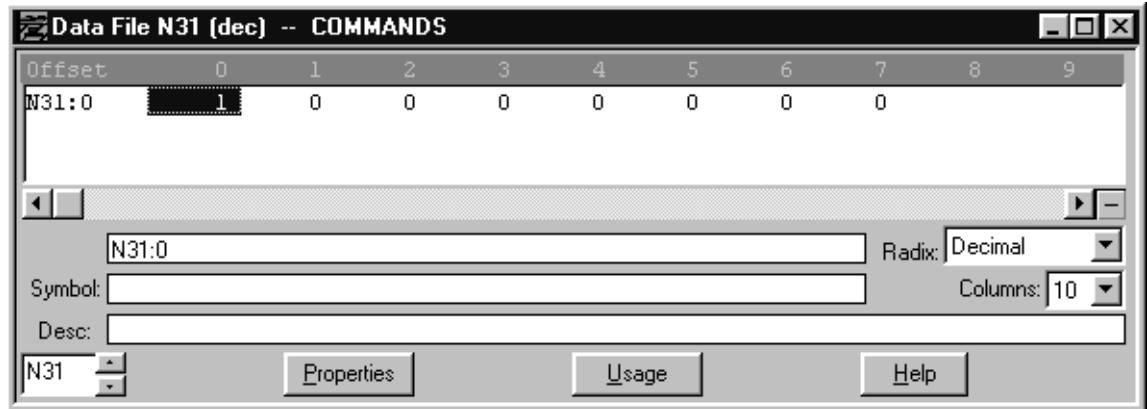 Data File N31 (dec) -- COMMANDS
Offset 0 1 2 3 4 5 6 7 8 9
N31:0 1 0 0 0 0 0 0 0
N31:0 Radix: Decimal
Symbol: Columns: 10
Desc:
N31 Properties Usage Help